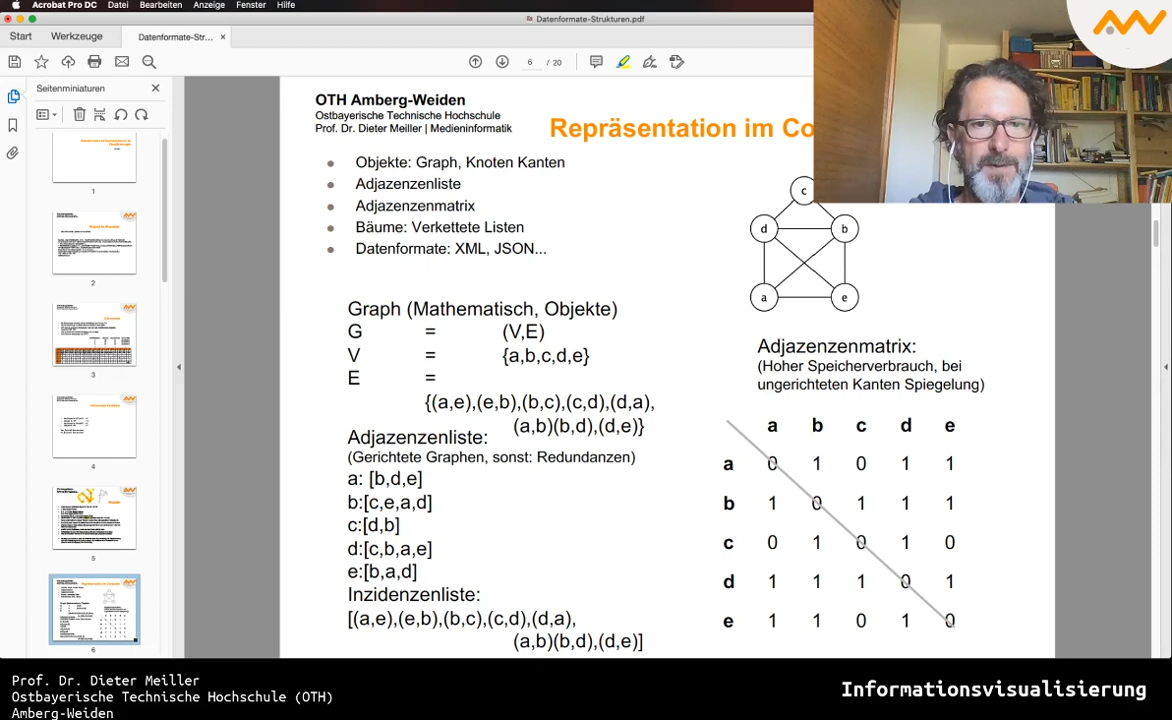 Acrobat Pro DC Datei Bearbeiten Anzeige Fenster Hilfe
Datenformate-Strukturen.pdf
Start Werkzeuge Datenformate-Str... ×
6 / 20
Seitenminiaturen
1
2
3
4
5
6
OTH Amberg-Weiden
Ostbayerische Technische Hochschule
Prof. Dr. Dieter Meiller | Medieninformatik
Repräsentation im Co
Objekte: Graph, Knoten Kanten
Adjazenzenliste
Adjazenzenmatrix
Bäume: Verkettete Listen
Datenformate: XML, JSON...
c
d b
a e
Graph (Mathematisch, Objekte)
G = (V,E)
V = {a,b,c,d,e}
E =
{(a,e),(e,b),(b,c),(c,d),(d,a),
(a,b)(b,d),(d,e)}
Adjazenzenliste:
(Gerichtete Graphen, sonst: Redundanzen)
a: [b,d,e]
b:[c,e,a,d]
c:[d,b]
d:[c,b,a,e]
e:[b,a,d]
Inzidenzenliste:
[(a,e),(e,b),(b,c),(c,d),(d,a),
(a,b)(b,d),(d,e)]
Adjazenzenmatrix:
(Hoher Speicherverbrauch, bei
ungerichteten Kanten Spiegelung)
a b c d e
a 0 1 0 1 1
b 1 0 1 1 1
c 0 1 0 1 0
d 1 1 1 0 1
e 1 1 0 1 0
Prof. Dr. Dieter Meiller
Ostbayerische Technische Hochschule (OTH)
Amberg-Weiden
Informationsvisualisierung